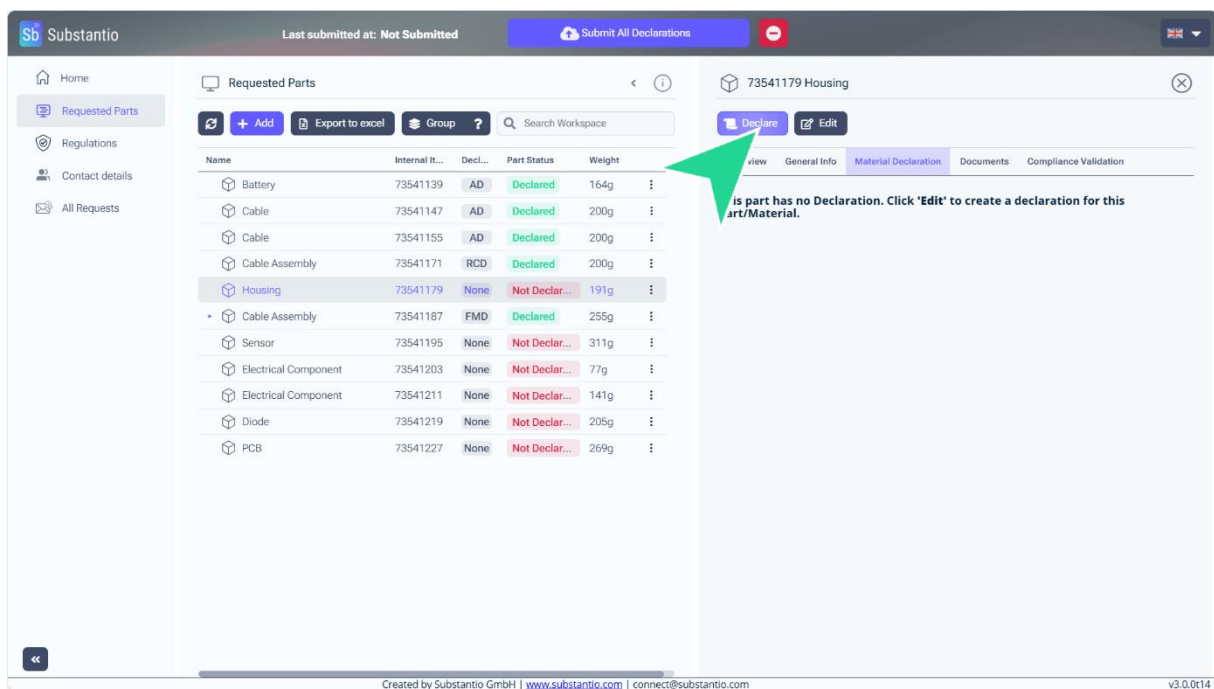 Sb Substantio
Last submitted at: Not Submitted
Submit All Declarations
Home
Requested Parts
Regulations
Contact details
All Requests
Requested Parts
+ Add
Export to excel
Group ?
Search Workspace
Name Internal It... Decl... Part Status Weight
Battery 73541139 AD Declared 164g
Cable 73541147 AD Declared 200g
Cable 73541155 AD Declared 200g
Cable Assembly 73541171 RCD Declared 200g
Housing 73541179 None Not Declar... 191g
Cable Assembly 73541187 FMD Declared 255g
Sensor 73541195 None Not Declar... 311g
Electrical Component 73541203 None Not Declar... 77g
Electrical Component 73541211 None Not Declar... 141g
Diode 73541219 None Not Declar... 205g
PCB 73541227 None Not Declar... 269g
73541179 Housing
Declare Edit
General Info Material Declaration Documents Compliance Validation
part has no Declaration. Click 'Edit' to create a declaration for this
Created by Substantio GmbH | www.substantio.com | connect@substantio.com
v3.0.0t14